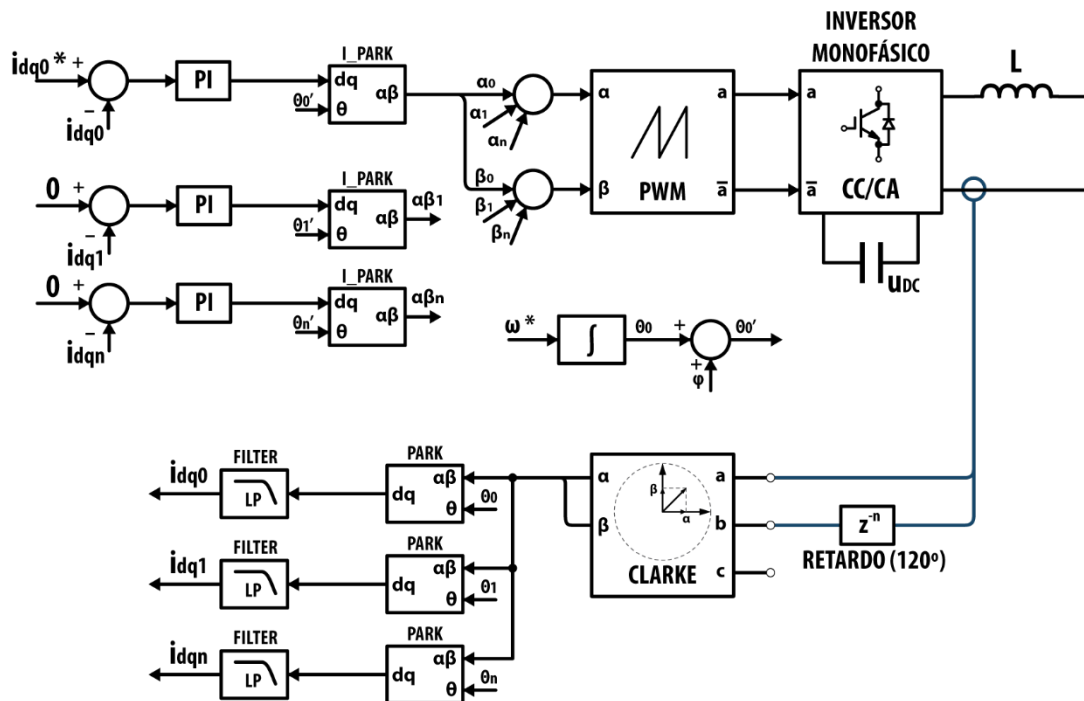 INVERSOR
MONOFÁSICO
idq0* + − idq0
PI
I_PARK
dq θ αβ
θ0'
α0
α1
αn
β0
β1
βn
α β
PWM
a
a̅
a
a̅
CC/CA
L
uDC
0 + − idq1
PI
I_PARK
dq θ αβ
θ1'
αβ1
0 + − idqn
PI
I_PARK
dq θ αβ
θn'
αβn
ω* ∫ θ0 + θ0'
+
φ
idq0
FILTER
LP
PARK
dq αβ θ
θ0
idq1
FILTER
LP
PARK
dq αβ θ
θ1
idqn
FILTER
LP
PARK
dq αβ θ
θn
α β
β
α
CLARKE
a
b
c
z-n
RETARDO (120º)